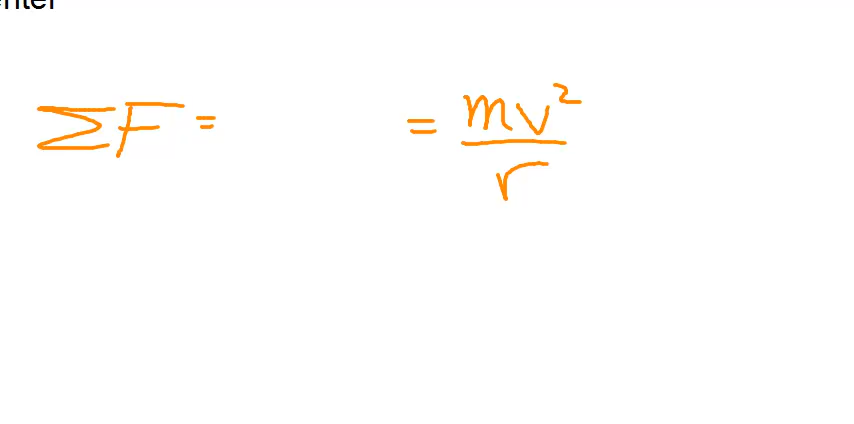 ΣF = = mv²
r